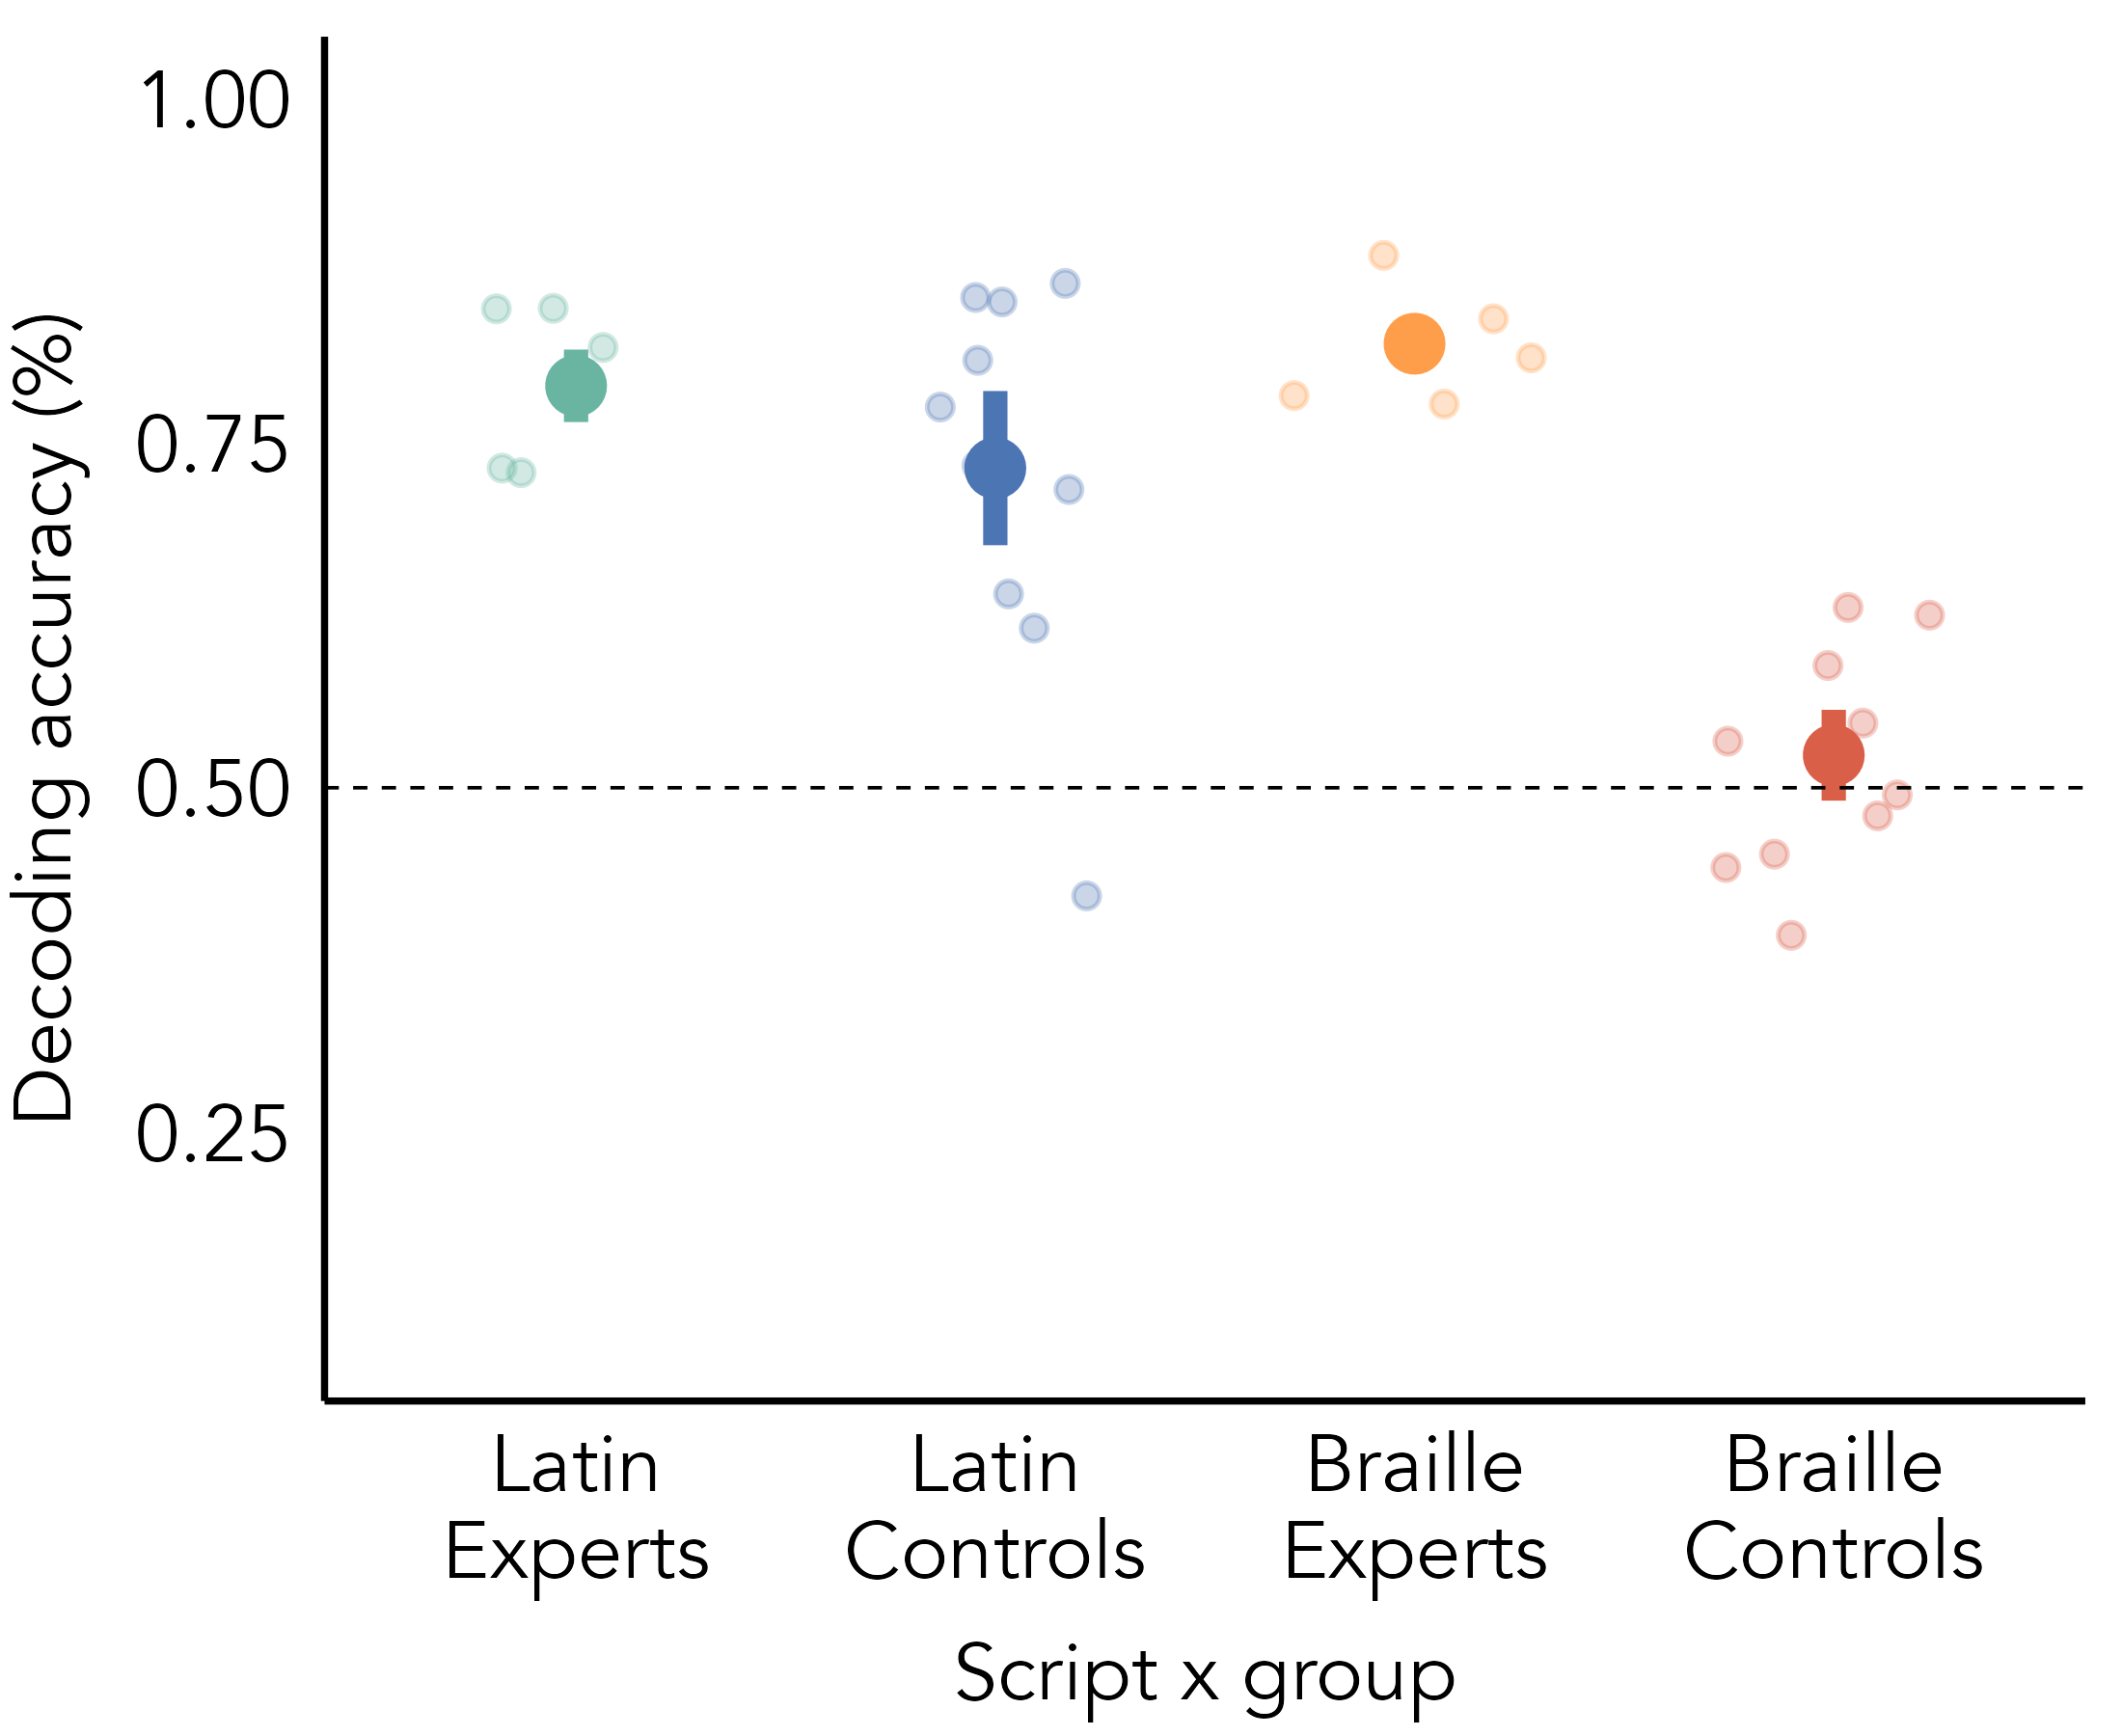 1.00
0.75
0.50
0.25
Decoding accuracy (%)
Latin
Experts
Latin
Controls
Braille
Experts
Braille
Controls
Script x group